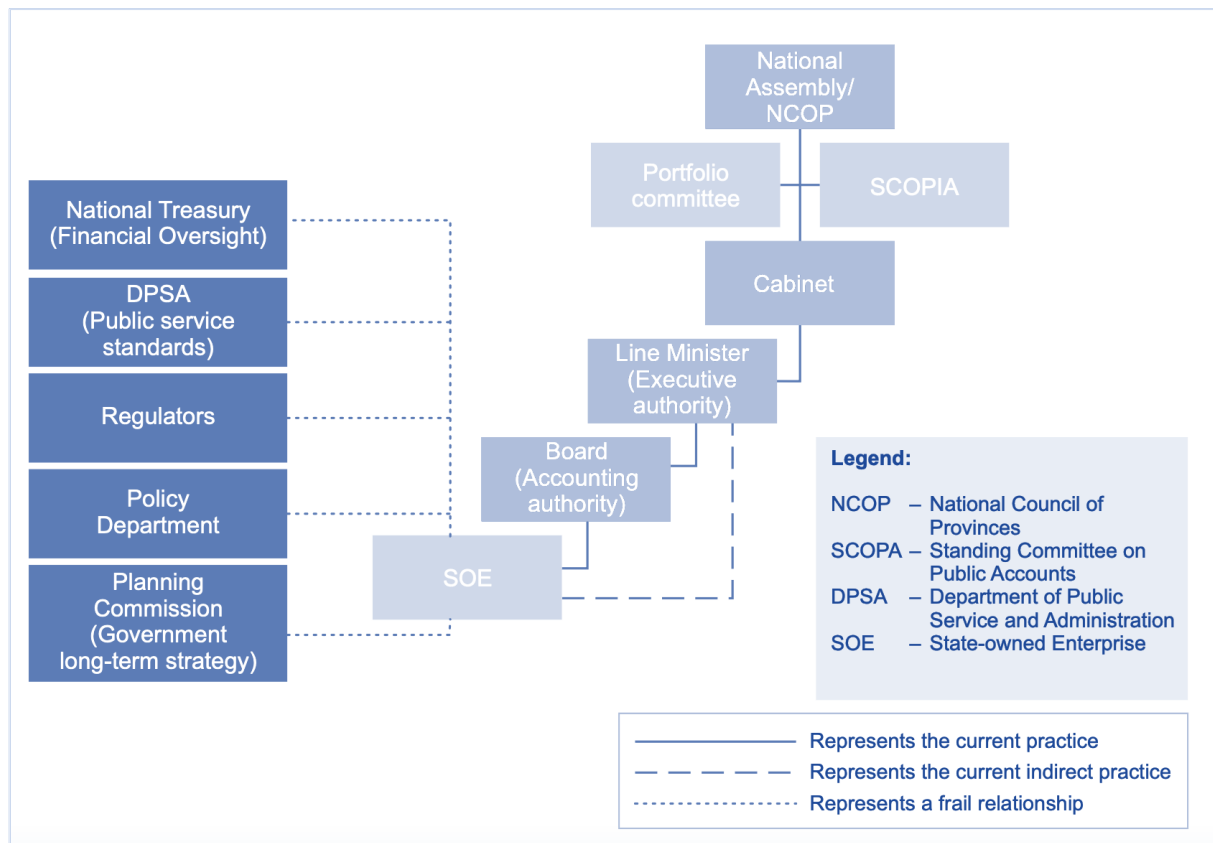 National
Assembly/
NCOP
Portfolio
committee
SCOPIA
Cabinet
Line Minister
(Executive
authority)
Board
(Accounting
authority)
SOE
National Treasury
(Financial Oversight)
DPSA
(Public service
standards)
Regulators
Policy
Department
Planning
Commission
(Government
long-term strategy)
Legend:
NCOP – National Council of
Provinces
SCOPA – Standing Committee on
Public Accounts
DPSA – Department of Public
Service and Administration
SOE – State-owned Enterprise
Represents the current practice
Represents the current indirect practice
Represents a frail relationship